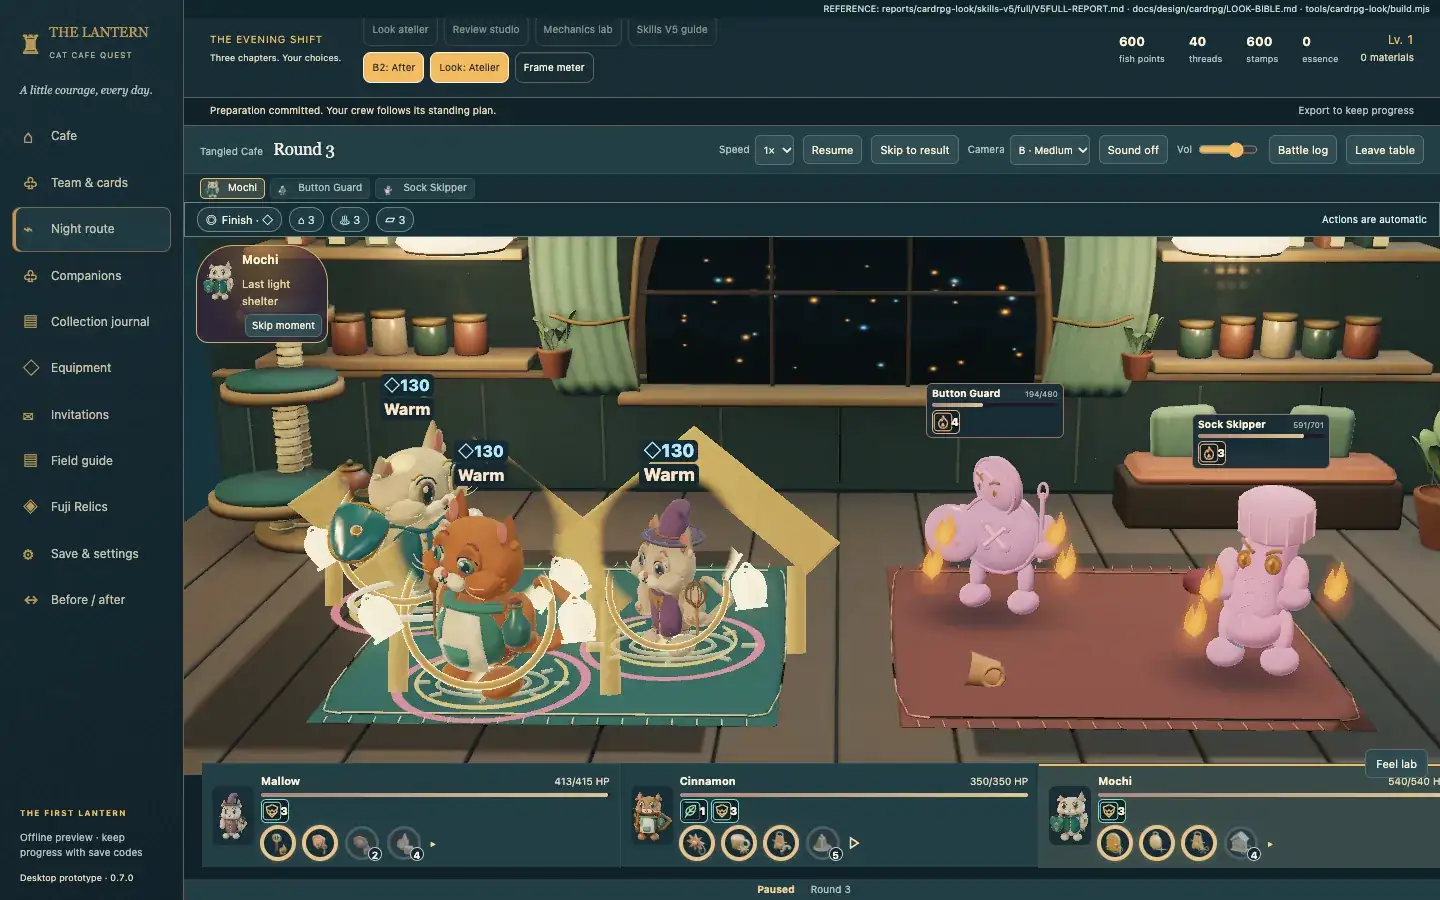 REFERENCE: reports/cardrpg-look/skills-v5/full/V5FULL-REPORT.md · docs/design/cardrpg/LOOK-BIBLE.md · tools/cardrpg-look/build.mjs
THE LANTERN
CAT CAFE QUEST
A little courage, every day.
Cafe
Team & cards
Night route
Companions
Collection journal
Equipment
Invitations
Field guide
Fuji Relics
Save & settings
Before / after
THE FIRST LANTERN
Offline preview · keep
progress with save codes
Desktop prototype · 0.7.0
THE EVENING SHIFT
Three chapters. Your choices.
Look atelier
Review studio
Mechanics lab
Skills V5 guide
B2: After
Look: Atelier
Frame meter
600
fish points
40
threads
600
stamps
0
essence
Lv. 1
0 materials
Preparation committed. Your crew follows its standing plan.
Export to keep progress
Tangled Cafe
Round 3
Speed
1x
Resume
Skip to result
Camera
B · Medium
Sound off
Vol
Battle log
Leave table
Mochi
Button Guard
Sock Skipper
Finish ·
3
3
3
Actions are automatic
Mochi
Last light
shelter
Skip moment
130
Warm
130
Warm
130
Warm
Button Guard
194/480
4
Sock Skipper
591/701
3
Feel lab
Mallow
413/415 HP
3
2
4
Cinnamon
350/350 HP
1
3
5
Mochi
540/540 H
3
4
Paused
Round 3